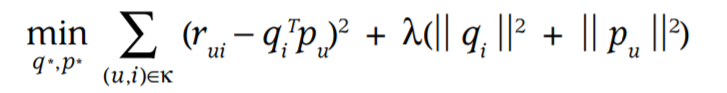 min Σ (r_ui − q_i^T p_u)² + λ(|| q_i ||² + || p_u ||²)
q*,p* (u,i)∈κ